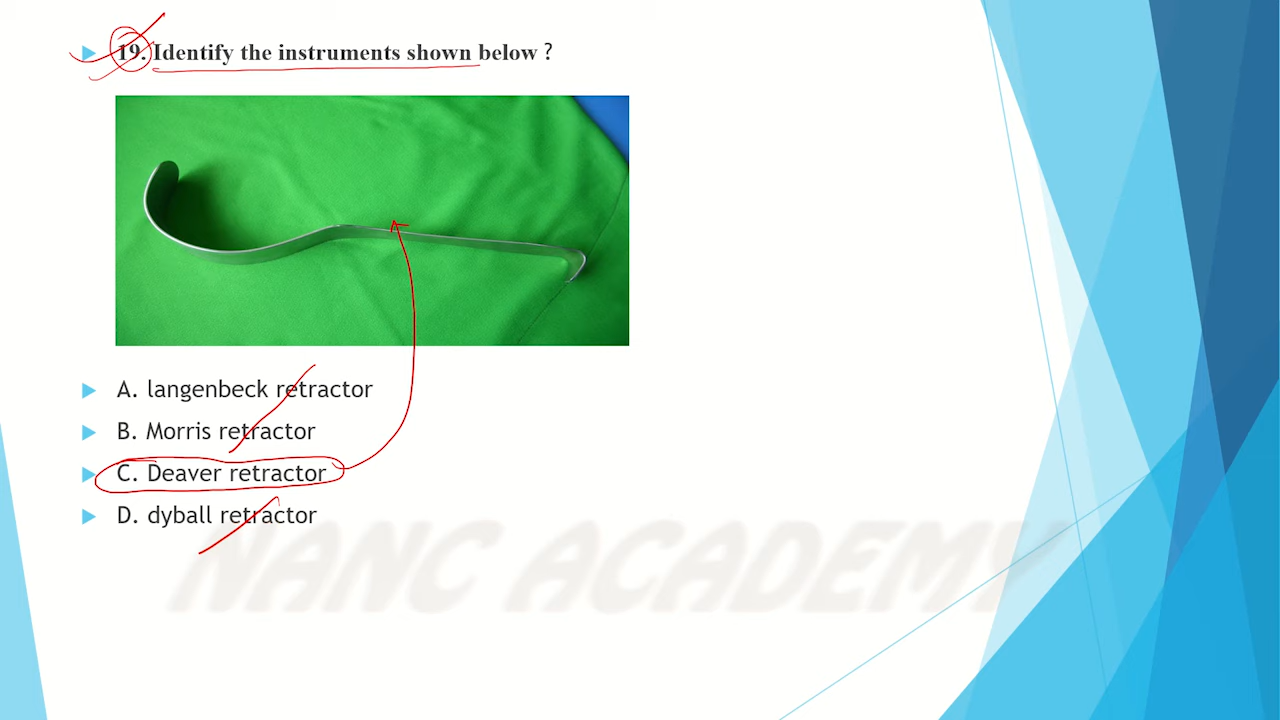 19. Identify the instruments shown below ?
A. langenbeck retractor
B. Morris retractor
C. Deaver retractor
D. dyball retractor
NANC ACADEMY